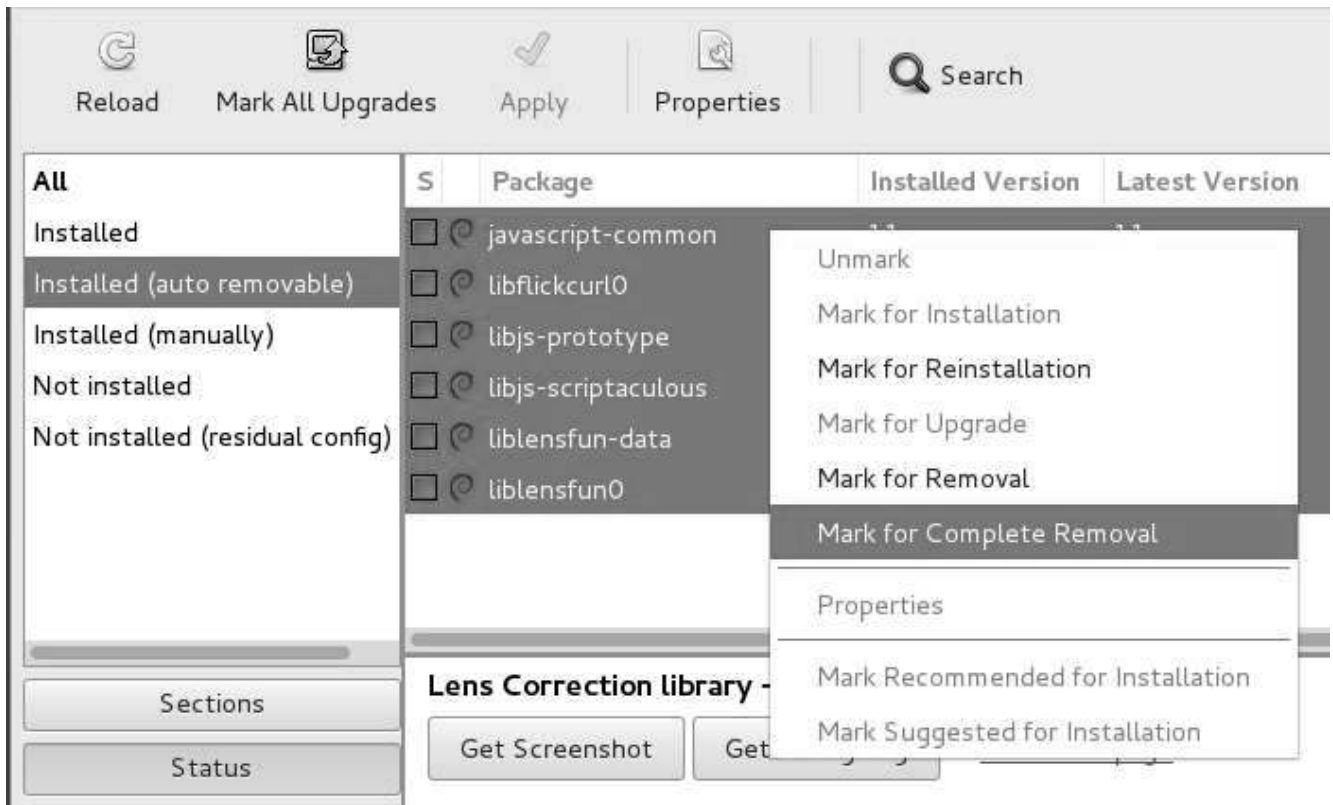 Reload
Mark All Upgrades
Apply
Properties
Search
All
Installed
Installed (auto removable)
Installed (manually)
Not installed
Not installed (residual config)
Sections
Status
S Package Installed Version Latest Version
javascript-common
libflickcurl0
libjs-prototype
libjs-scriptaculous
liblensfun-data
liblensfun0
Unmark
Mark for Installation
Mark for Reinstallation
Mark for Upgrade
Mark for Removal
Mark for Complete Removal
Properties
Mark Recommended for Installation
Mark Suggested for Installation
Lens Correction library -
Get Screenshot
Get